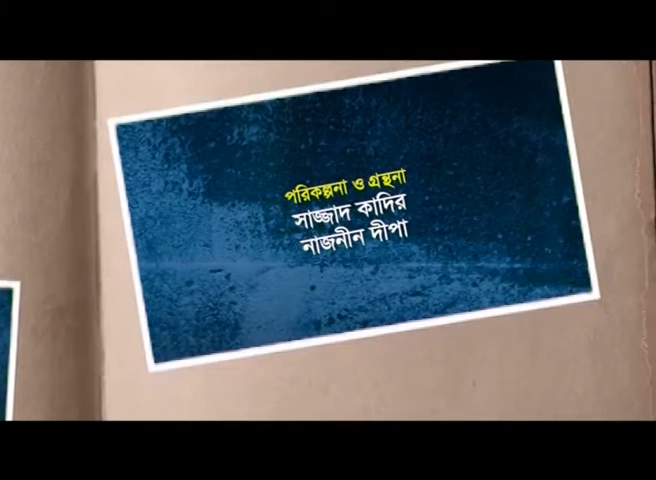 পরিকল্পনা ও গ্রন্থনা
সাজ্জাদ কাদির
নাজনীন দীপা